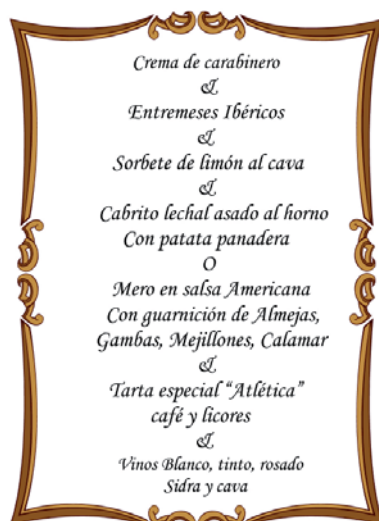 Crema de carabinero
&
Entremeses Ibéricos
&
Sorbete de limón al cava
&
Cabrito lechal asado al horno
Con patata panadera
O
Mero en salsa Americana
Con guarnición de Almejas,
Gambas, Mejillones, Calamar
&
Tarta especial “Atlética”
café y licores
&
Vinos Blanco, tinto, rosado
Sidra y cava